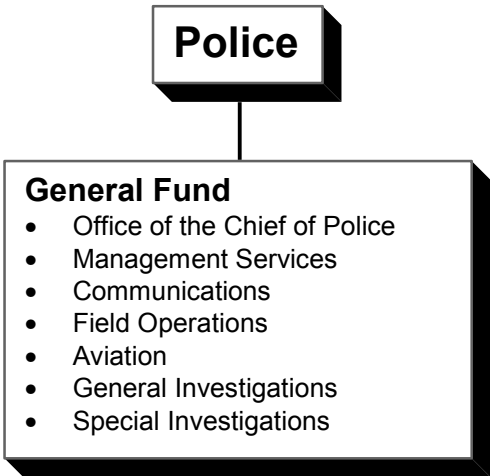 Police
General Fund
• Office of the Chief of Police
• Management Services
• Communications
• Field Operations
• Aviation
• General Investigations
• Special Investigations